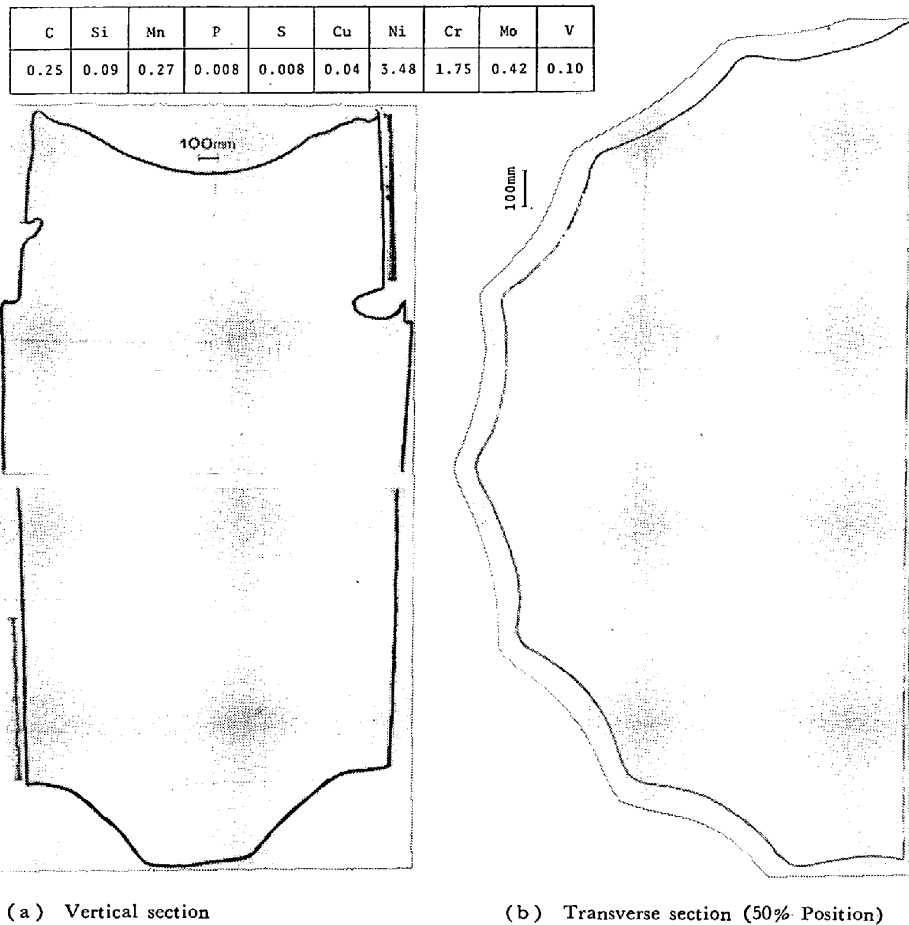 C Si Mn P S Cu Ni Cr Mo V
0.25 0.09 0.27 0.008 0.008 0.04 3.48 1.75 0.42 0.10
100mm
100mm
(a) Vertical section
(b) Transverse section (50% Position)